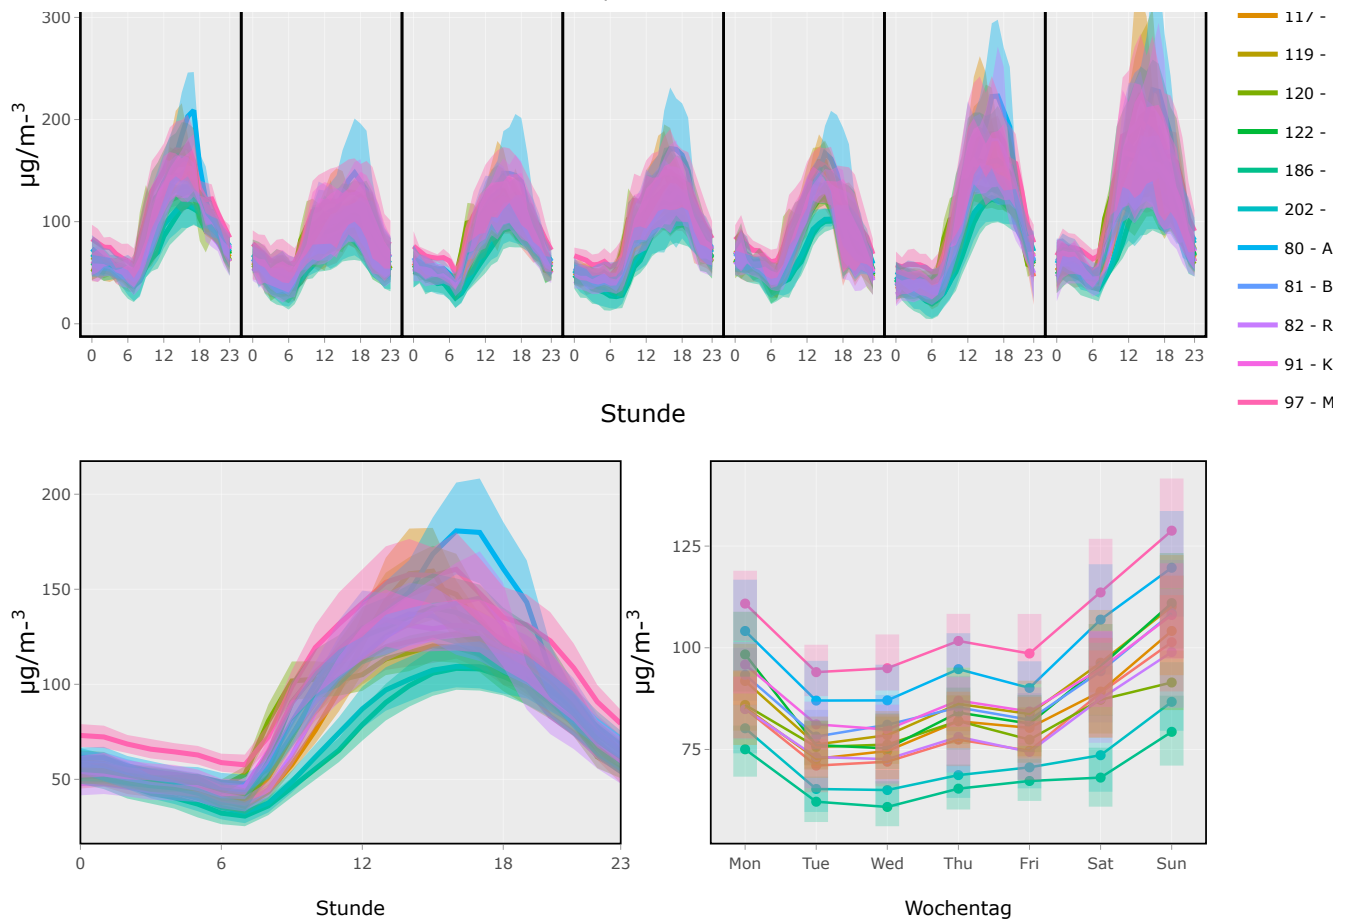 300
200
100
0
µg/m-³
0 6 12 18 23 0 6 12 18 23 0 6 12 18 23 0 6 12 18 23 0 6 12 18 23 0 6 12 18 23 0 6 12 18 23
Stunde
117 -
119 -
120 -
122 -
186 -
202 -
80 - A
81 - B
82 - R
91 - K
97 - M
200
150
100
50
µg/m-³
0 6 12 18 23
Stunde
125
100
75
µg/m-³
Mon Tue Wed Thu Fri Sat Sun
Wochentag